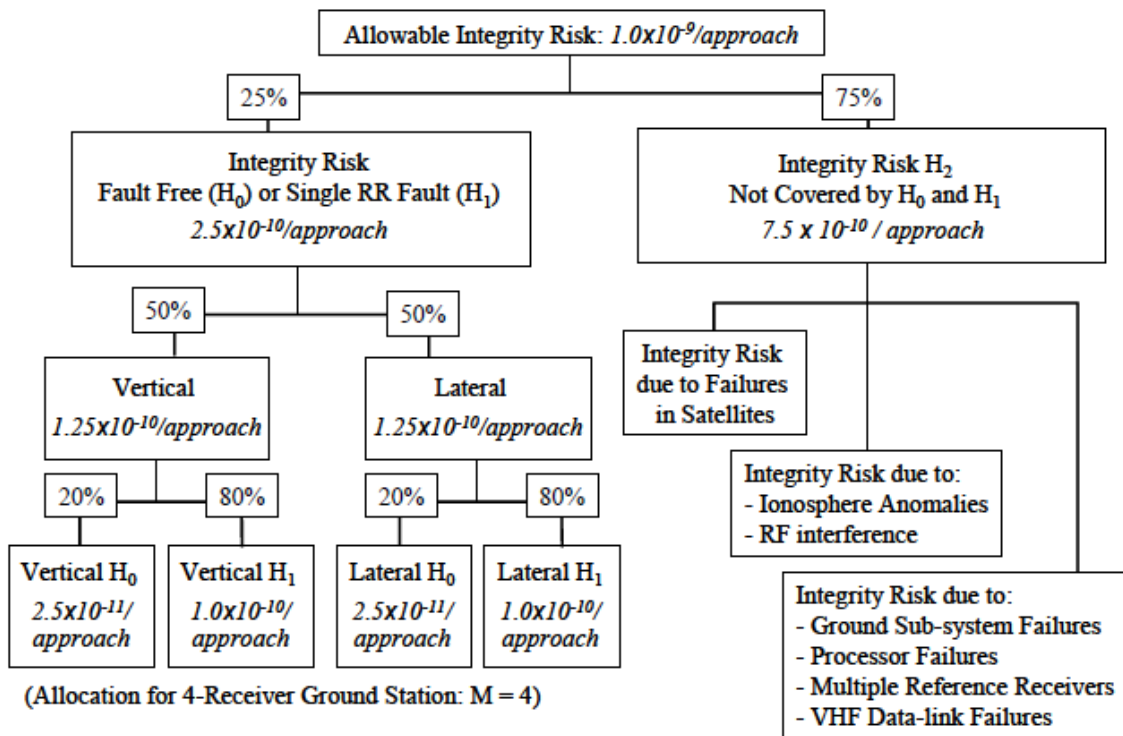 Allowable Integrity Risk: 1.0x10⁻⁹/approach
25%
75%
Integrity Risk
Fault Free (H₀) or Single RR Fault (H₁)
2.5x10⁻¹⁰/approach
Integrity Risk H₂
Not Covered by H₀ and H₁
7.5 x 10⁻¹⁰ / approach
50%
50%
Vertical
1.25x10⁻¹⁰/approach
Lateral
1.25x10⁻¹⁰/approach
Integrity Risk
due to Failures
in Satellites
20%
80%
20%
80%
Integrity Risk due to:
- Ionosphere Anomalies
- RF interference
Vertical H₀
2.5x10⁻¹¹/
approach
Vertical H₁
1.0x10⁻¹⁰/
approach
Lateral H₀
2.5x10⁻¹¹/
approach
Lateral H₁
1.0x10⁻¹⁰/
approach
Integrity Risk due to:
- Ground Sub-system Failures
- Processor Failures
- Multiple Reference Receivers
- VHF Data-link Failures
(Allocation for 4-Receiver Ground Station: M = 4)